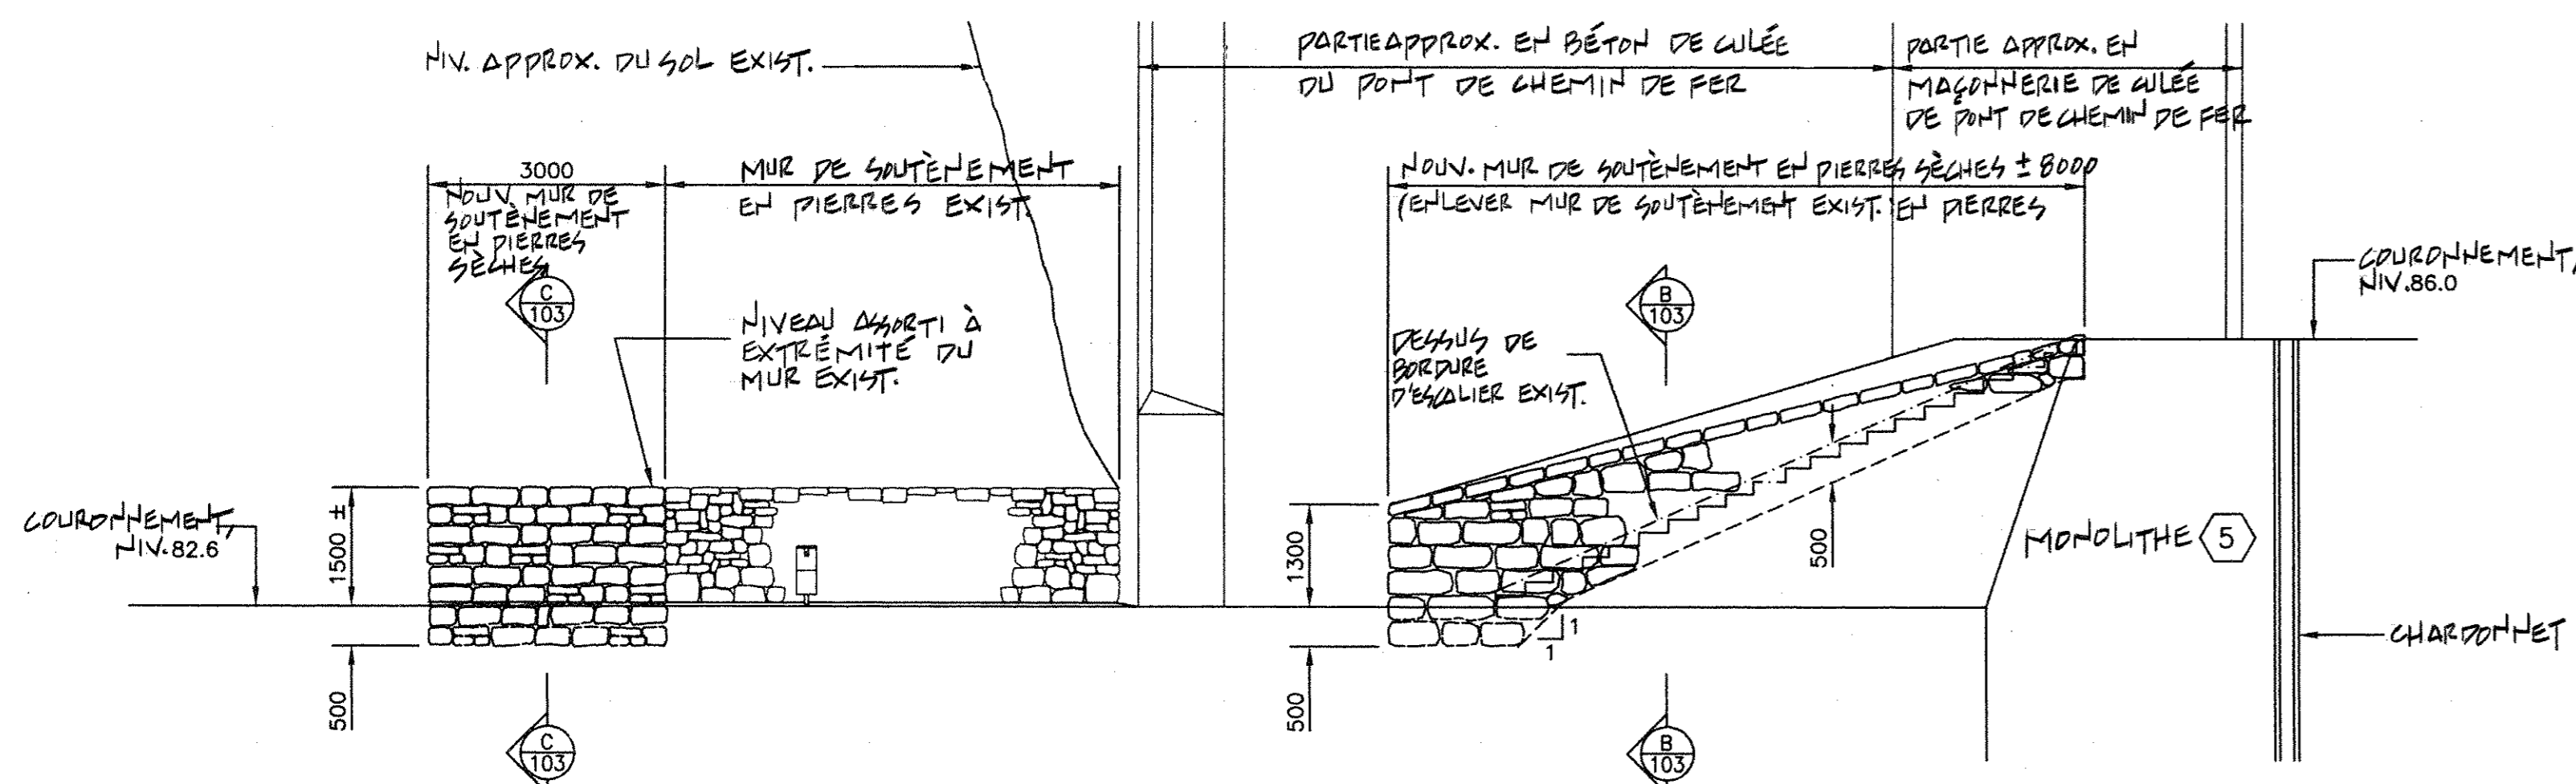 NIV. APPROX. DU SOL EXIST.
PARTIE APPROX. EN BÉTON DE CULÉE
DU PONT DE CHEMIN DE FER
PARTIE APPROX. EN
MAÇONNERIE DE CULÉE
DE PONT DE CHEMIN DE FER
3000
NOUV. MUR DE
SOUTÈNEMENT
EN PIERRES
SÈCHES
MUR DE SOUTÈNEMENT
EN PIERRES EXIST.
NOUV. MUR DE SOUTÈNEMENT EN PIERRES SÈCHES ± 8000
(ENLEVER MUR DE SOUTÈNEMENT EXIST. EN PIERRES
COURONNEMENT,
NIV.86.0
C
103
B
103
NIVEAU ASSORTI À
EXTRÉMITÉ DU
MUR EXIST.
DESSUS DE
BORDURE
D'ESCALIER EXIST.
COURONNEMENT,
NIV.82.6
1500 ±
500
1300
500
500
1
1
MONOLITHE 5
CHARDONNET
C
103
B
103